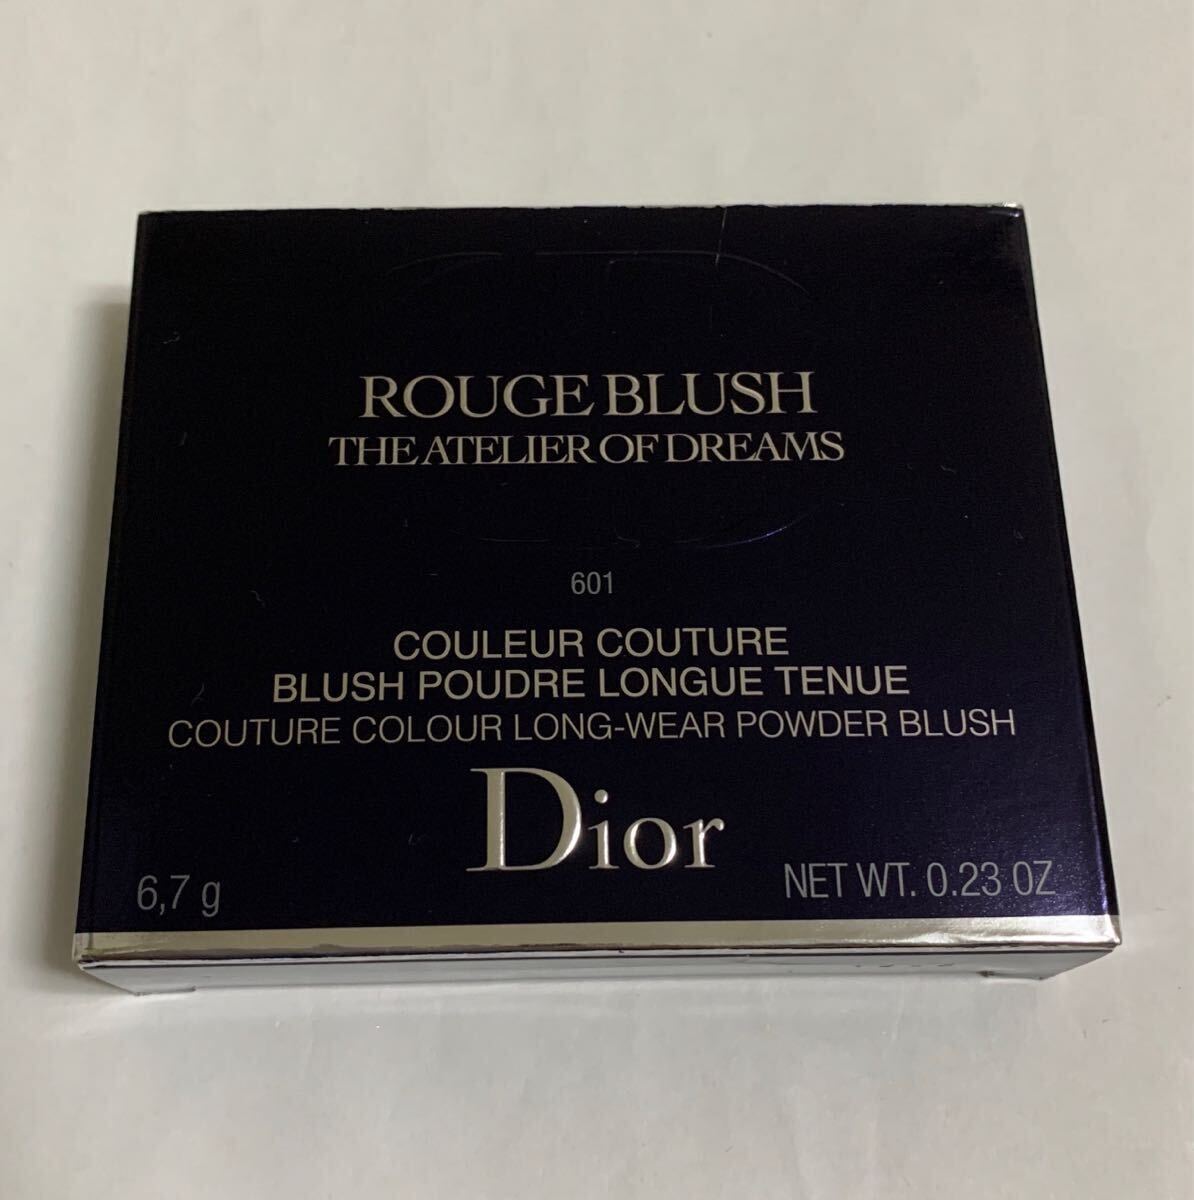 ROUGE BLUSH
THE ATELIER OF DREAMS
601
COULEUR COUTURE
BLUSH POUDRE LONGUE TENUE
COUTURE COLOUR LONG-WEAR POWDER BLUSH
Dior
6,7 g
NET WT. 0.23 OZ